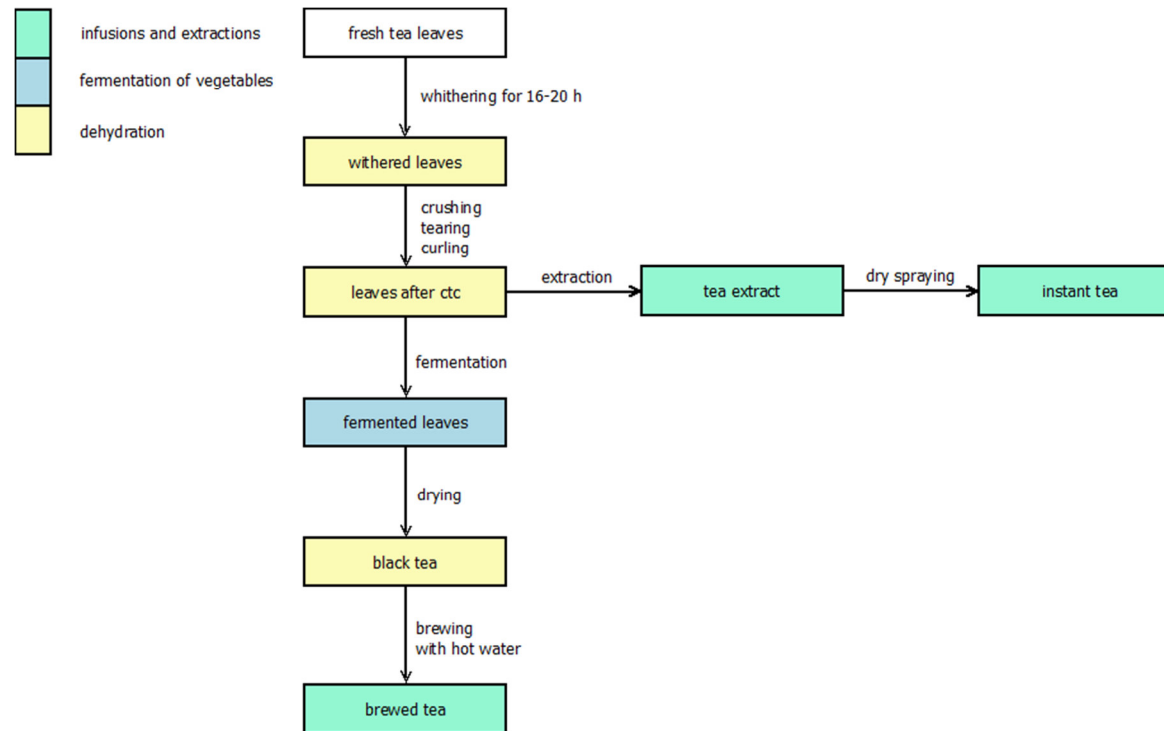 infusions and extractions
fermentation of vegetables
dehydration
fresh tea leaves
whithering for 16-20 h
withered leaves
crushing
tearing
curling
leaves after ctc
extraction
tea extract
dry spraying
instant tea
fermentation
fermented leaves
drying
black tea
brewing
with hot water
brewed tea